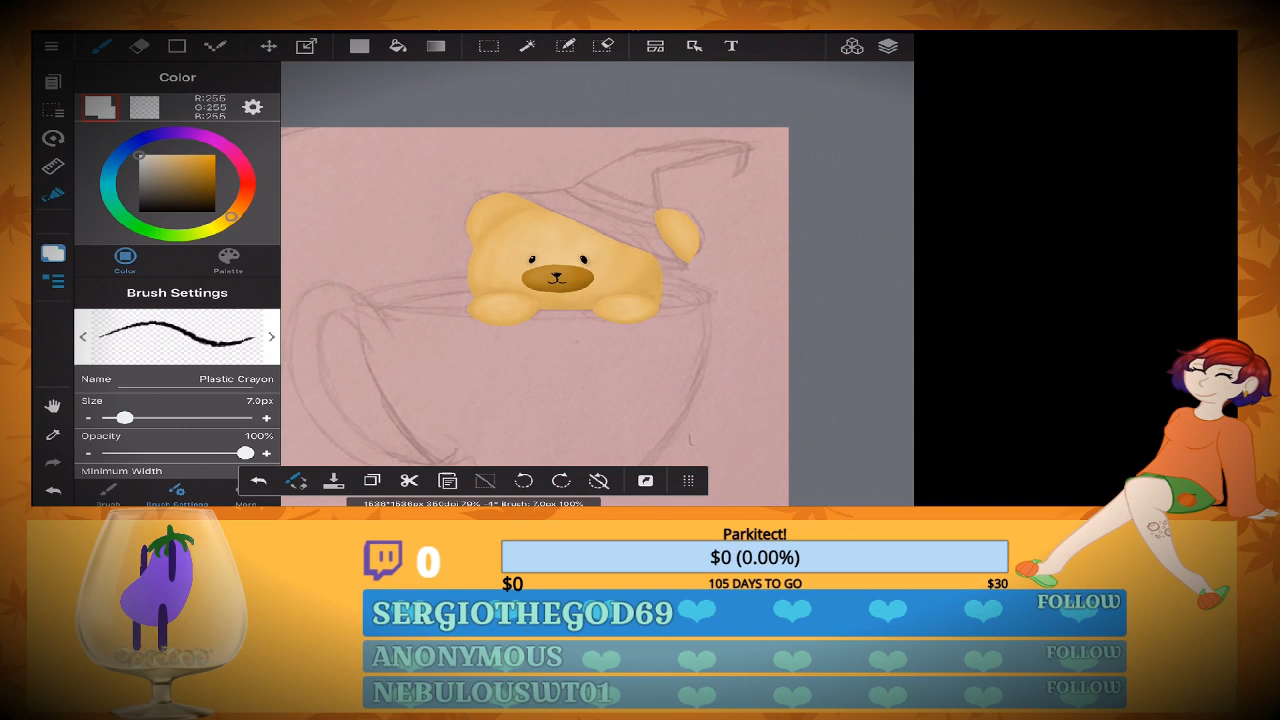 Color
R:255
G:255
B:255
Color
Palette
Brush Settings
Name
Plastic Crayon
Size
7.0px
Opacity
100%
Minimum Width
Brush
Brush Settings
More
1536*1536px 350dpi 79% -4° Brush: 7.0px 100%
0
Parkitect!
$0 (0.00%)
$0
105 DAYS TO GO
$30
SERGIOTHEGOD69
FOLLOW
ANONYMOUS
FOLLOW
NEBULOUSWT01
FOLLOW